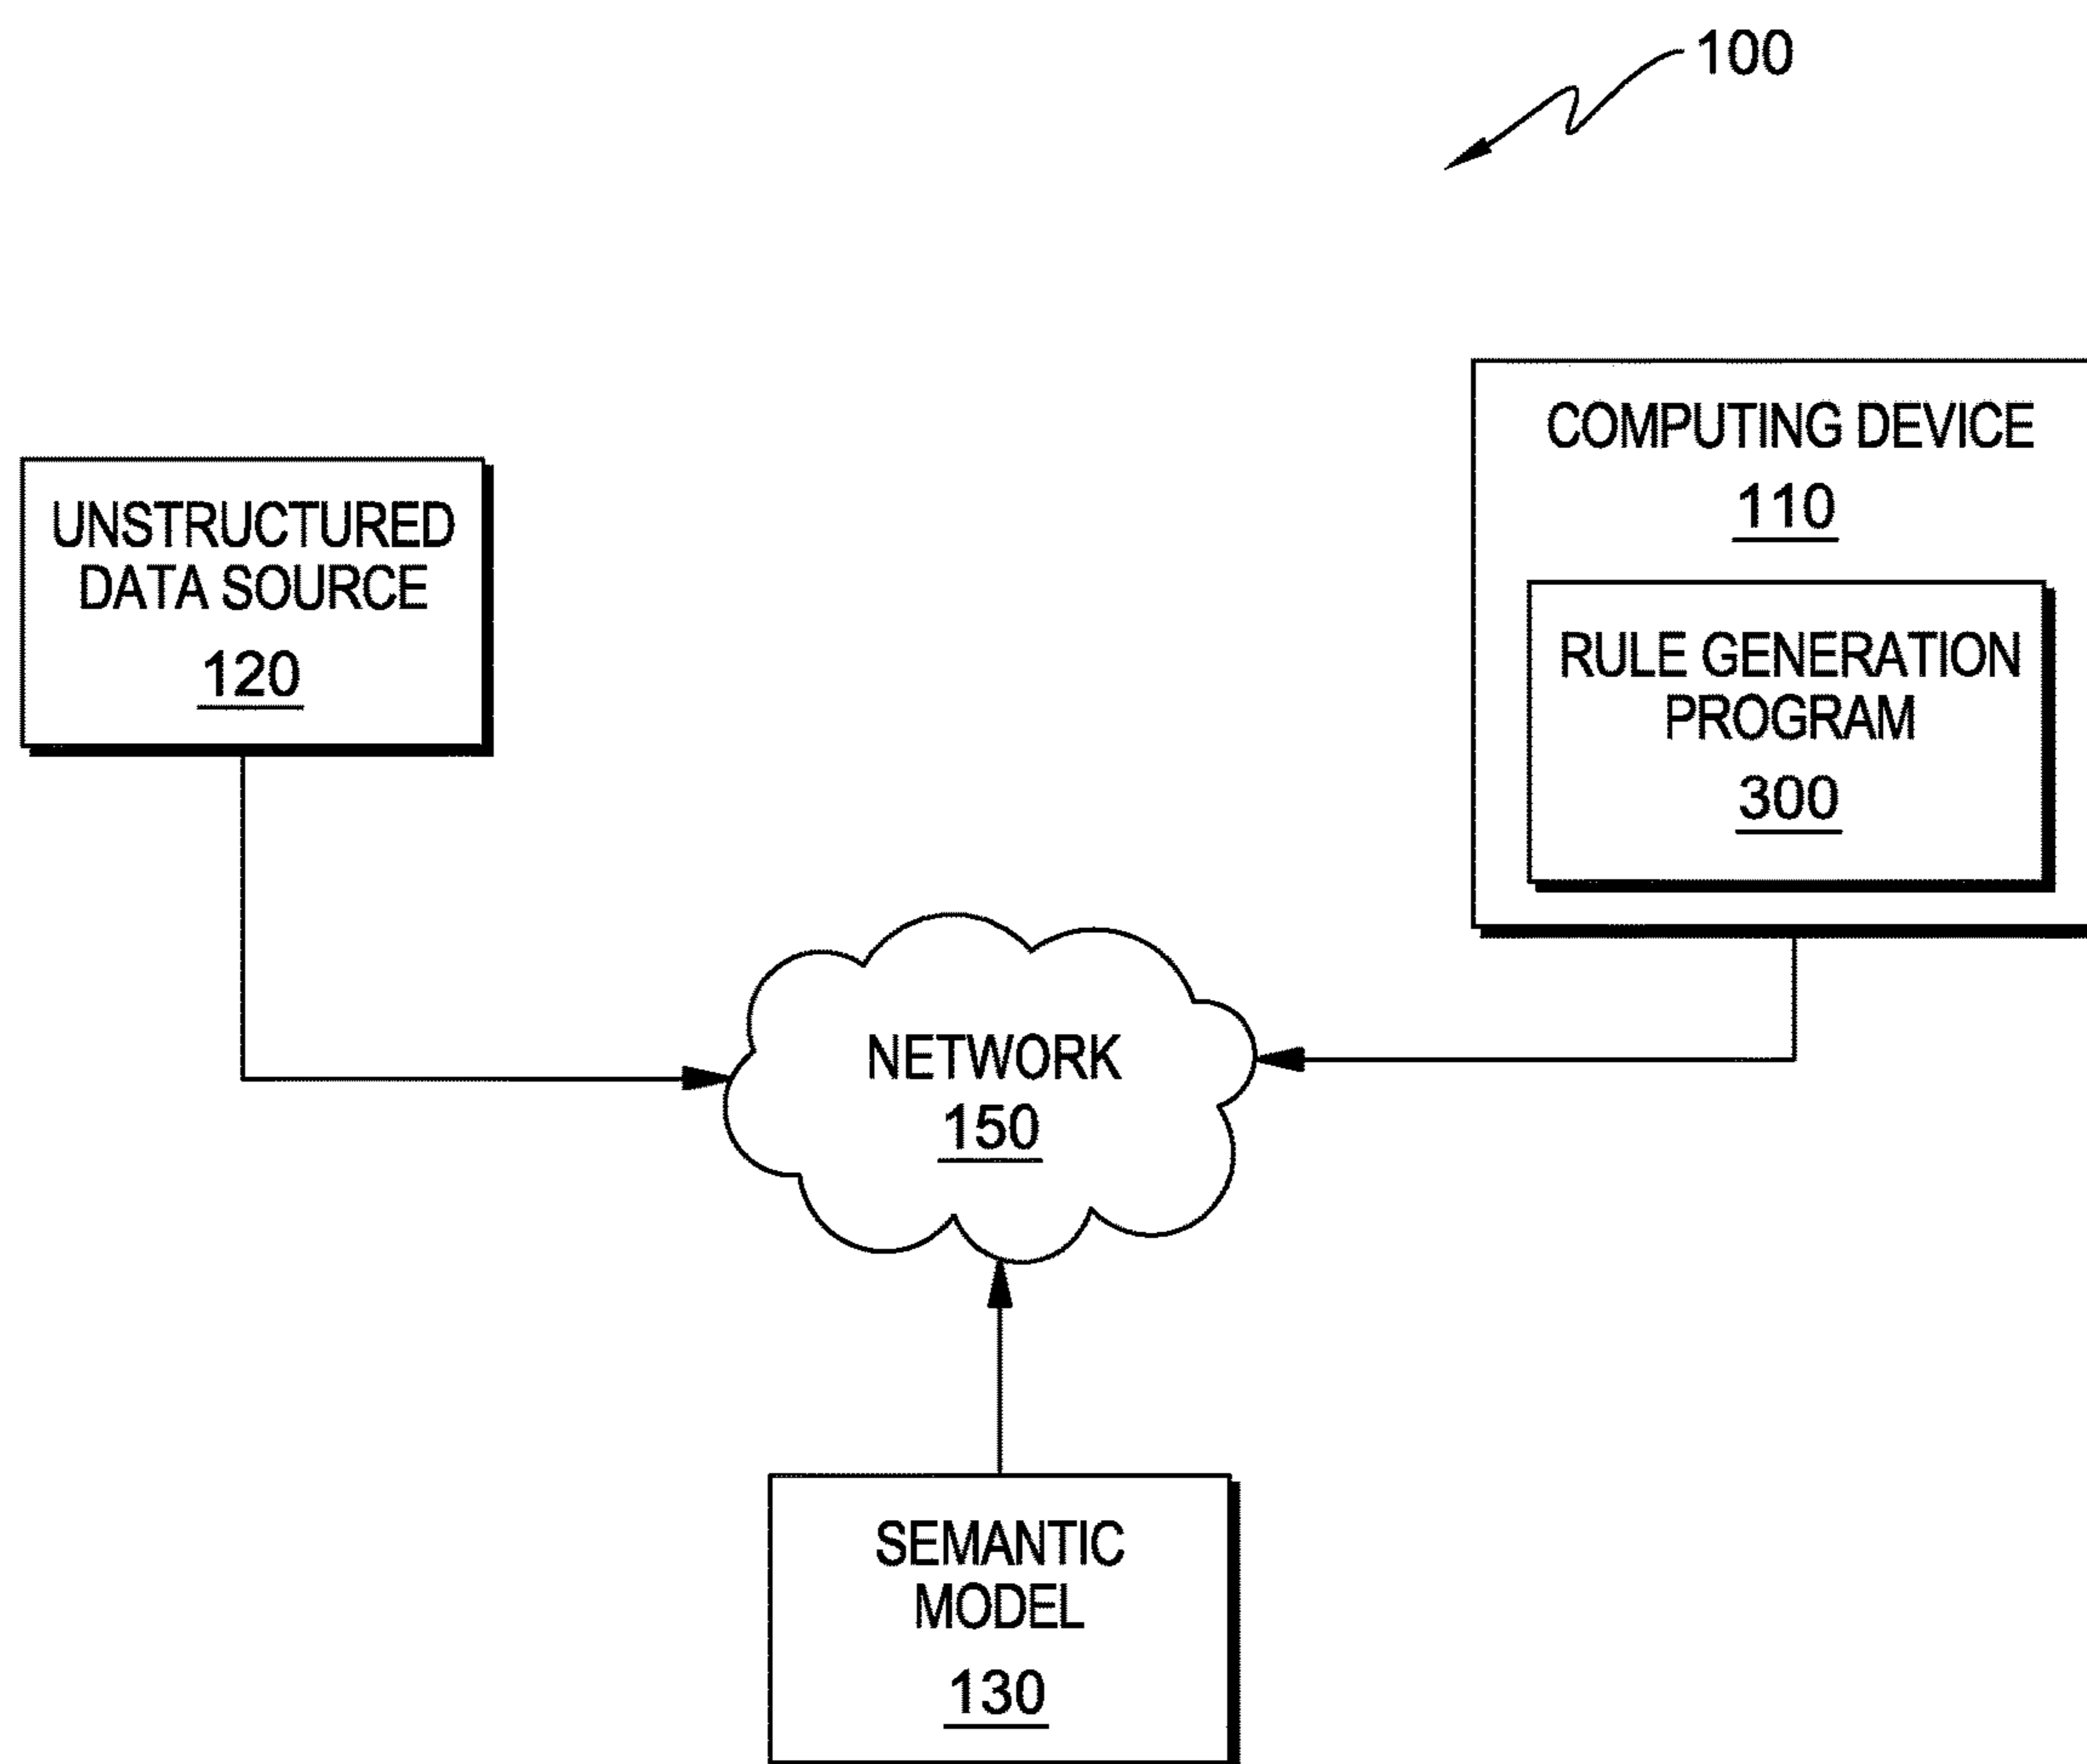 100
COMPUTING DEVICE
110
RULE GENERATION
PROGRAM
300
UNSTRUCTURED
DATA SOURCE
120
NETWORK
150
SEMANTIC
MODEL
130